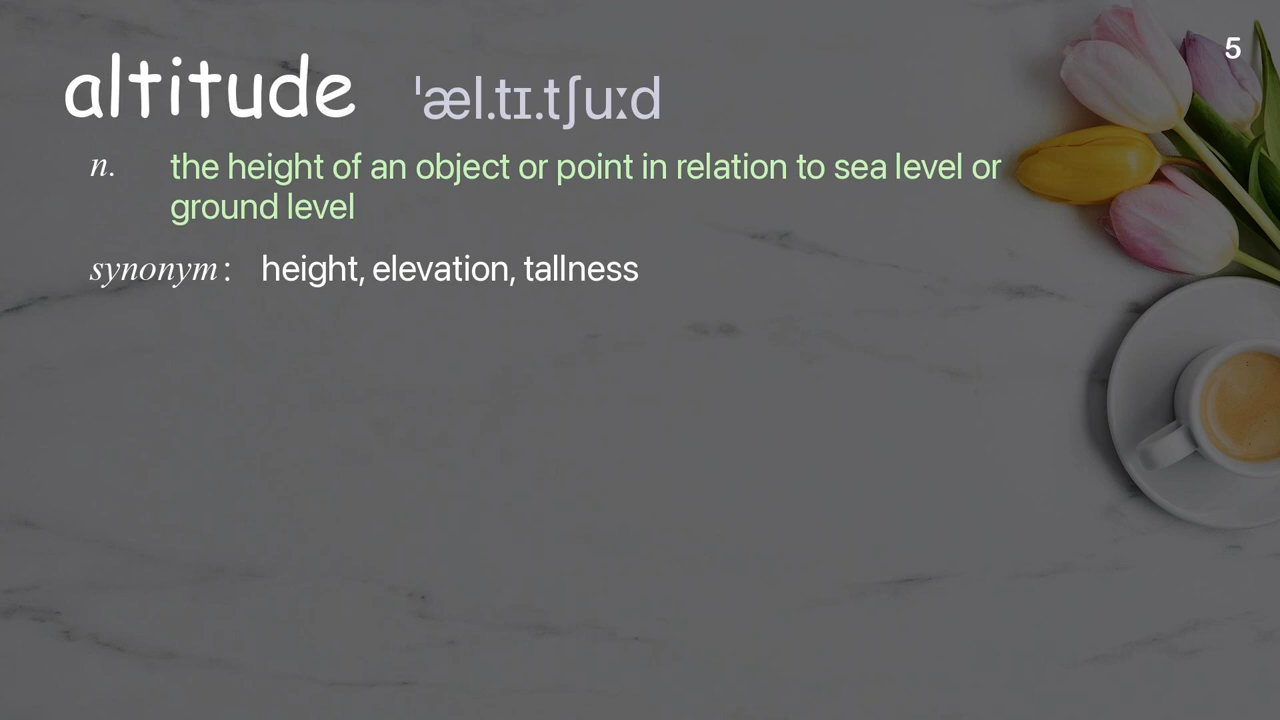 5
altitude ˈæl.tɪ.tʃuːd
n. the height of an object or point in relation to sea level or
ground level
synonym: height, elevation, tallness